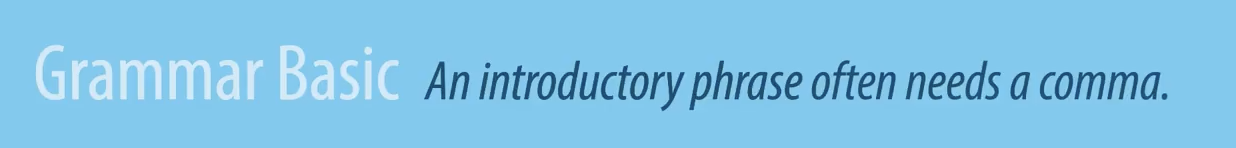 Grammar Basic An introductory phrase often needs a comma.